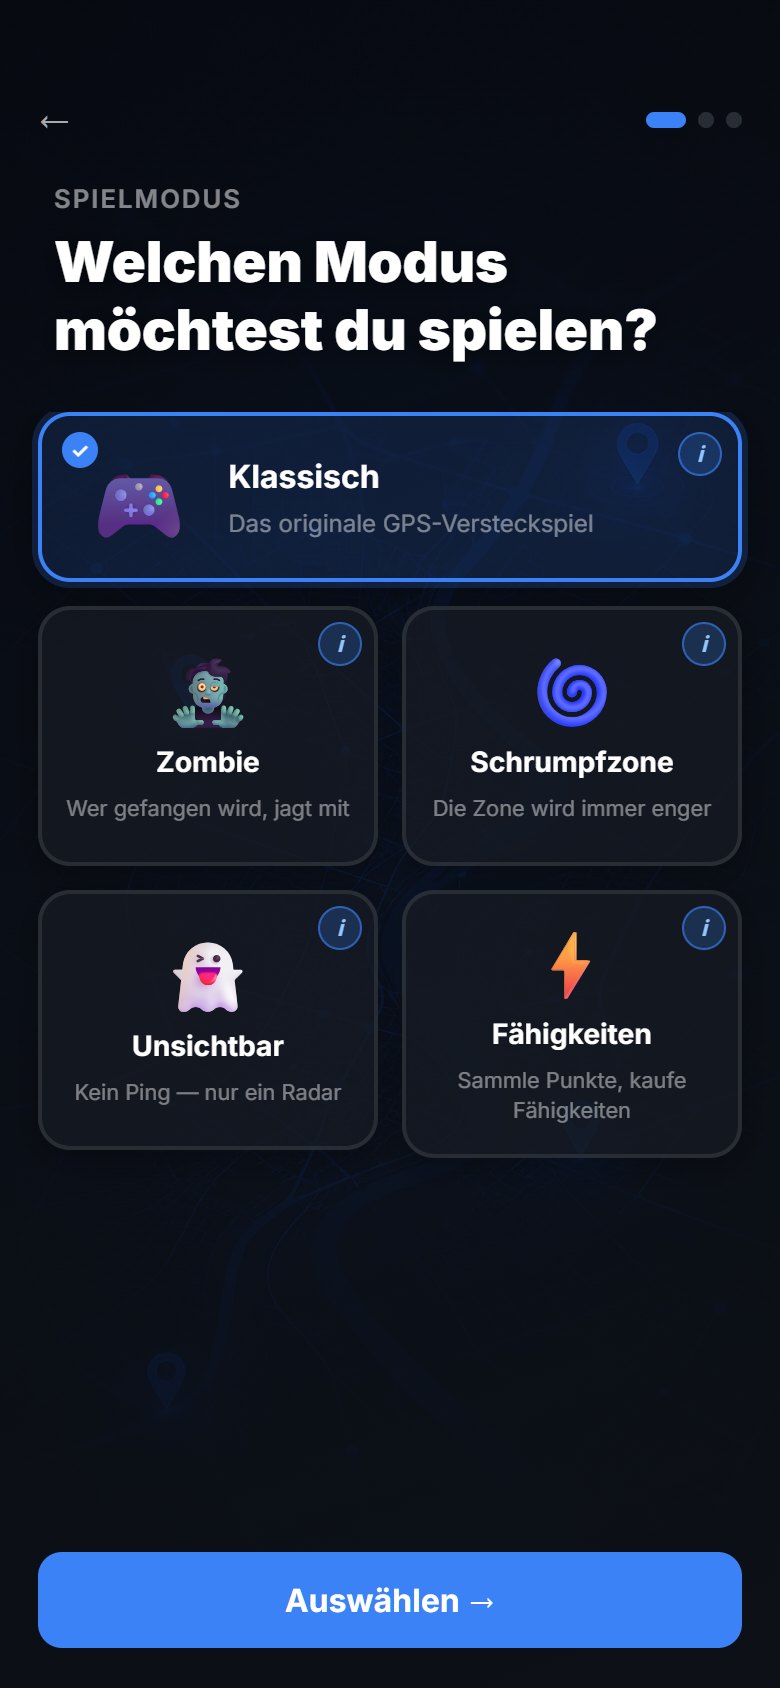 ←
SPIELMODUS
Welchen Modus
möchtest du spielen?
i
Klassisch
Das originale GPS-Versteckspiel
i
Zombie
Wer gefangen wird, jagt mit
i
Schrumpfzone
Die Zone wird immer enger
i
Unsichtbar
Kein Ping — nur ein Radar
i
Fähigkeiten
Sammle Punkte, kaufe
Fähigkeiten
Auswählen →